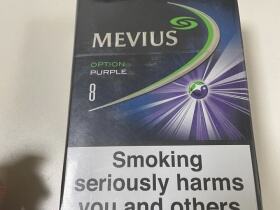 MEVIUS
OPTION
PURPLE
8
Smoking
seriously harms
you and others